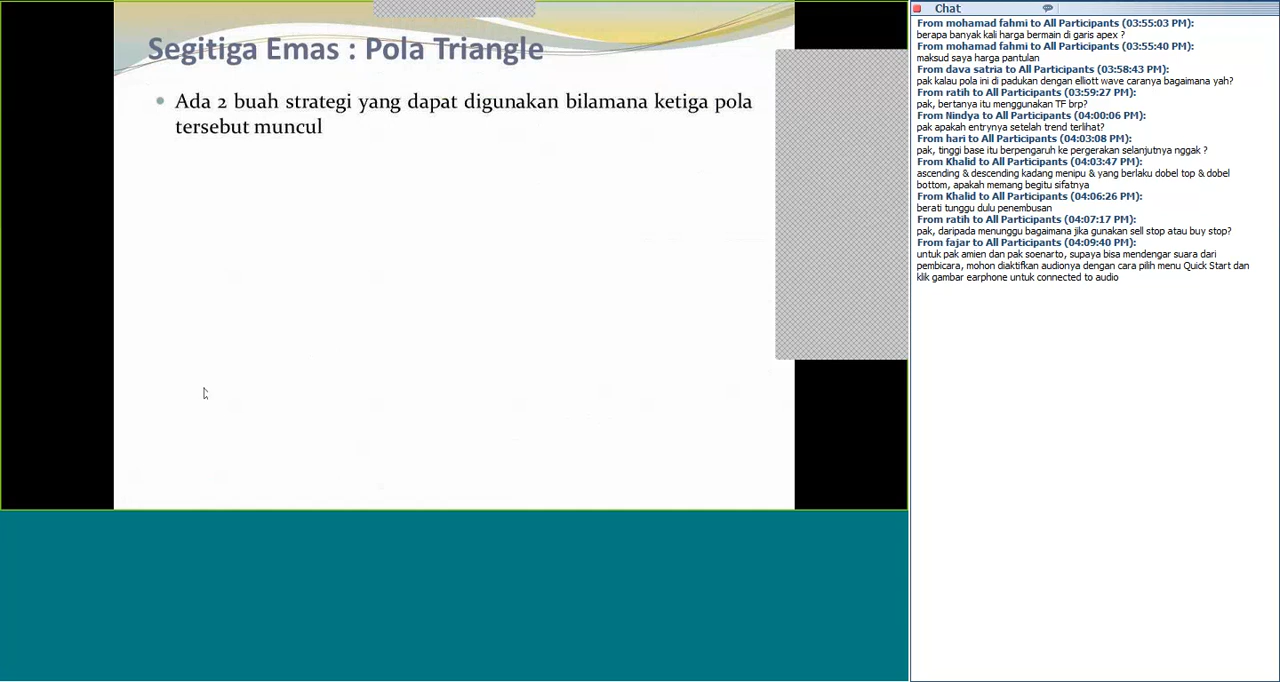 Segitiga Emas : Pola Triangle
Ada 2 buah strategi yang dapat digunakan bilamana ketiga pola
tersebut muncul
Chat
From mohamad fahmi to All Participants (03:55:03 PM):
berapa banyak kali harga bermain di garis apex ?
From mohamad fahmi to All Participants (03:55:40 PM):
maksud saya harga pantulan
From dava satria to All Participants (03:58:43 PM):
pak kalau pola ini di padukan dengan elliott wave caranya bagaimana yah?
From ratih to All Participants (03:59:27 PM):
pak, bertanya itu menggunakan TF brp?
From Nindya to All Participants (04:00:06 PM):
pak apakah entrynya setelah trend terlihat?
From hari to All Participants (04:03:08 PM):
pak, tinggi base itu berpengaruh ke pergerakan selanjutnya nggak ?
From Khalid to All Participants (04:03:47 PM):
ascending & descending kadang menipu & yang berlaku dobel top & dobel
bottom, apakah memang begitu sifatnya
From Khalid to All Participants (04:06:26 PM):
berati tunggu dulu penembusan
From ratih to All Participants (04:07:17 PM):
pak, daripada menunggu bagaimana jika gunakan sell stop atau buy stop?
From fajar to All Participants (04:09:40 PM):
untuk pak amien dan pak soenarto, supaya bisa mendengar suara dari
pembicara, mohon diaktifkan audionya dengan cara pilih menu Quick Start dan
klik gambar earphone untuk connected to audio